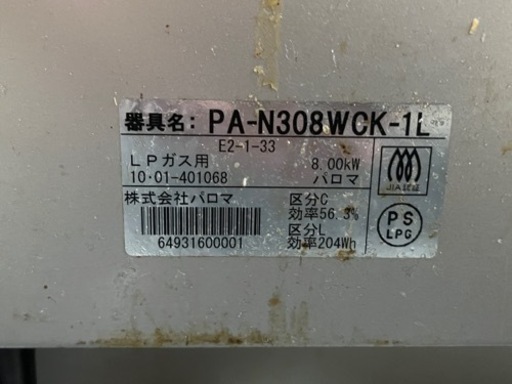 器具名: PA-N308WCK-1L
E2-1-33
LPガス用 8.00kW
10・01-401068 パロマ
JIA認証
株式会社パロマ
区分C
効率56.3%
区分L
効率204Wh
64931600001
PS
LPG